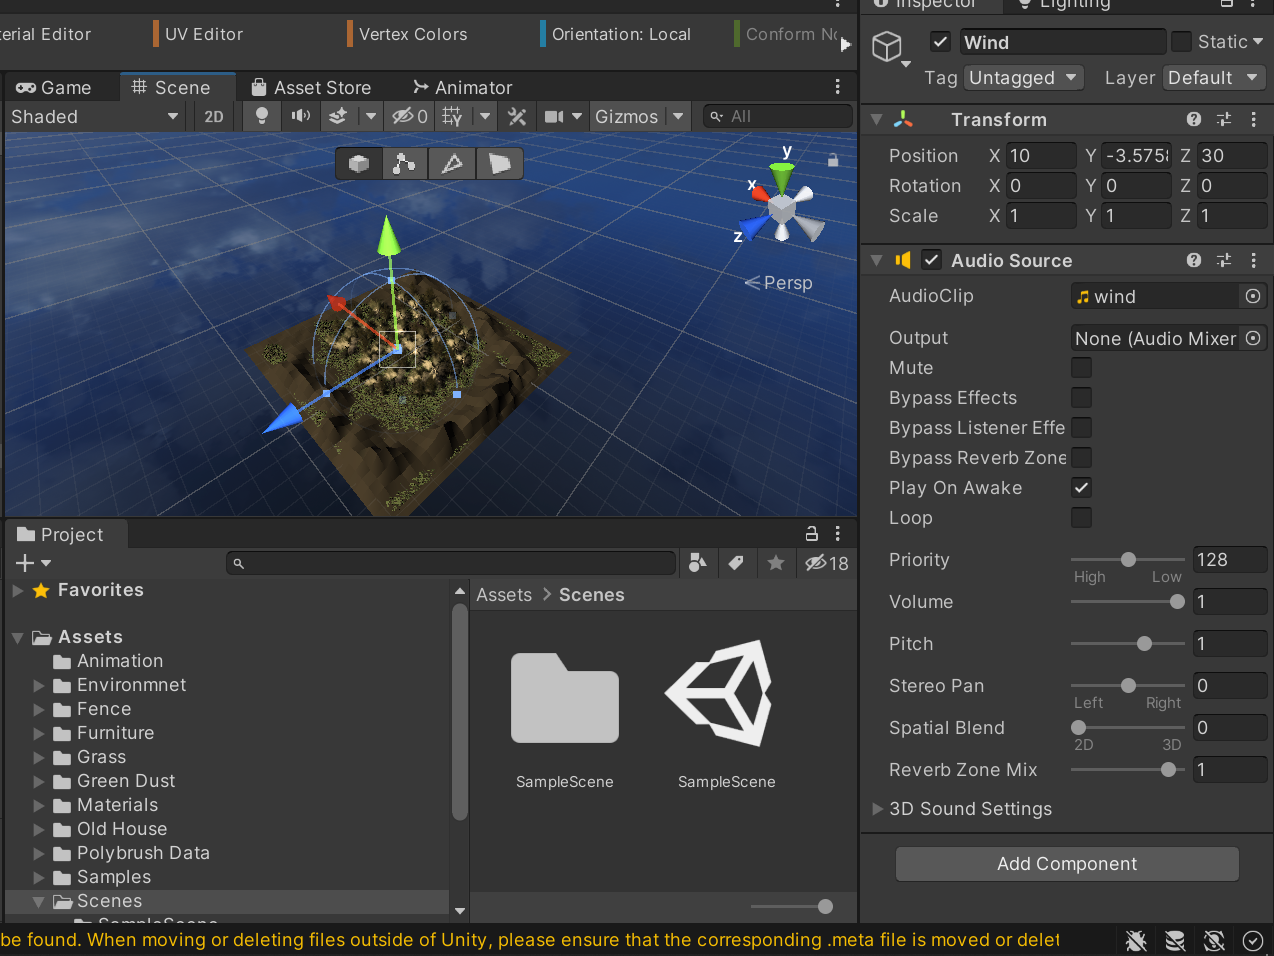 Inspector
Lighting
erial Editor
UV Editor
Vertex Colors
Orientation: Local
Conform No
Wind
Static
Tag
Untagged
Layer
Default
Game
Scene
Asset Store
Animator
Shaded
2D
0
Gizmos
All
y
x
z
Persp
Transform
Position
X
10
Y
-3.575
Z
30
Rotation
X
0
Y
0
Z
0
Scale
X
1
Y
1
Z
1
Audio Source
AudioClip
wind
Output
None (Audio Mixer
Mute
Bypass Effects
Bypass Listener Effe
Bypass Reverb Zone
Play On Awake
Loop
Priority
128
High
Low
Volume
1
Pitch
1
Stereo Pan
0
Left
Right
Spatial Blend
0
2D
3D
Reverb Zone Mix
1
3D Sound Settings
Add Component
Project
18
Favorites
Assets
Animation
Environmnet
Fence
Furniture
Grass
Green Dust
Materials
Old House
Polybrush Data
Samples
Scenes
SampleScene
Assets > Scenes
SampleScene
SampleScene
be found. When moving or deleting files outside of Unity, please ensure that the corresponding .meta file is moved or delet